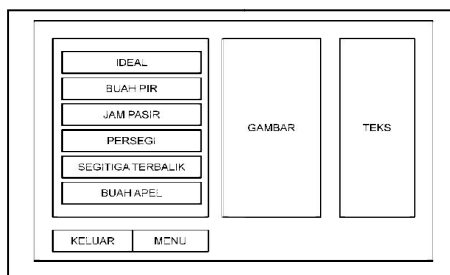 IDEAL
BUAH PIR
JAM PASIR
PERSEGI
SEGITIGA TERBALIK
BUAH APEL
GAMBAR
TEKS
KELUAR
MENU